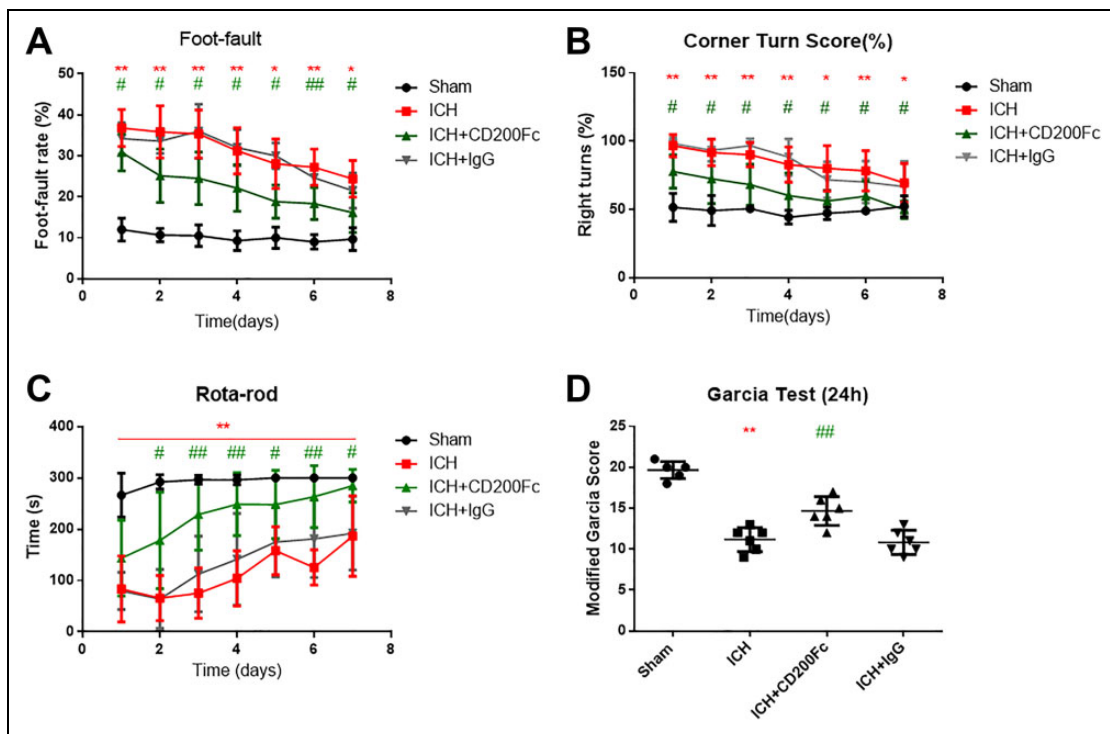 A
Foot-fault
** ** ** ** * ** *
# # # # # ## #
Foot-fault rate (%)
50
40
30
20
10
0
0 2 4 6 8
Time(days)
Sham
ICH
ICH+CD200Fc
ICH+IgG
B
Corner Turn Score(%)
** ** ** ** * ** *
# # # # # # #
Right turns (%)
150
100
50
0
0 2 4 6 8
Time(days)
Sham
ICH
ICH+CD200Fc
ICH+IgG
C
Rota-rod
**
# ## ## # ## #
Time (s)
400
300
200
100
0
0 2 4 6 8
Time (days)
Sham
ICH
ICH+CD200Fc
ICH+IgG
D
Garcia Test (24h)
** ##
Modified Garcia Score
25
20
15
10
5
0
Sham
ICH
ICH+CD200Fc
ICH+IgG